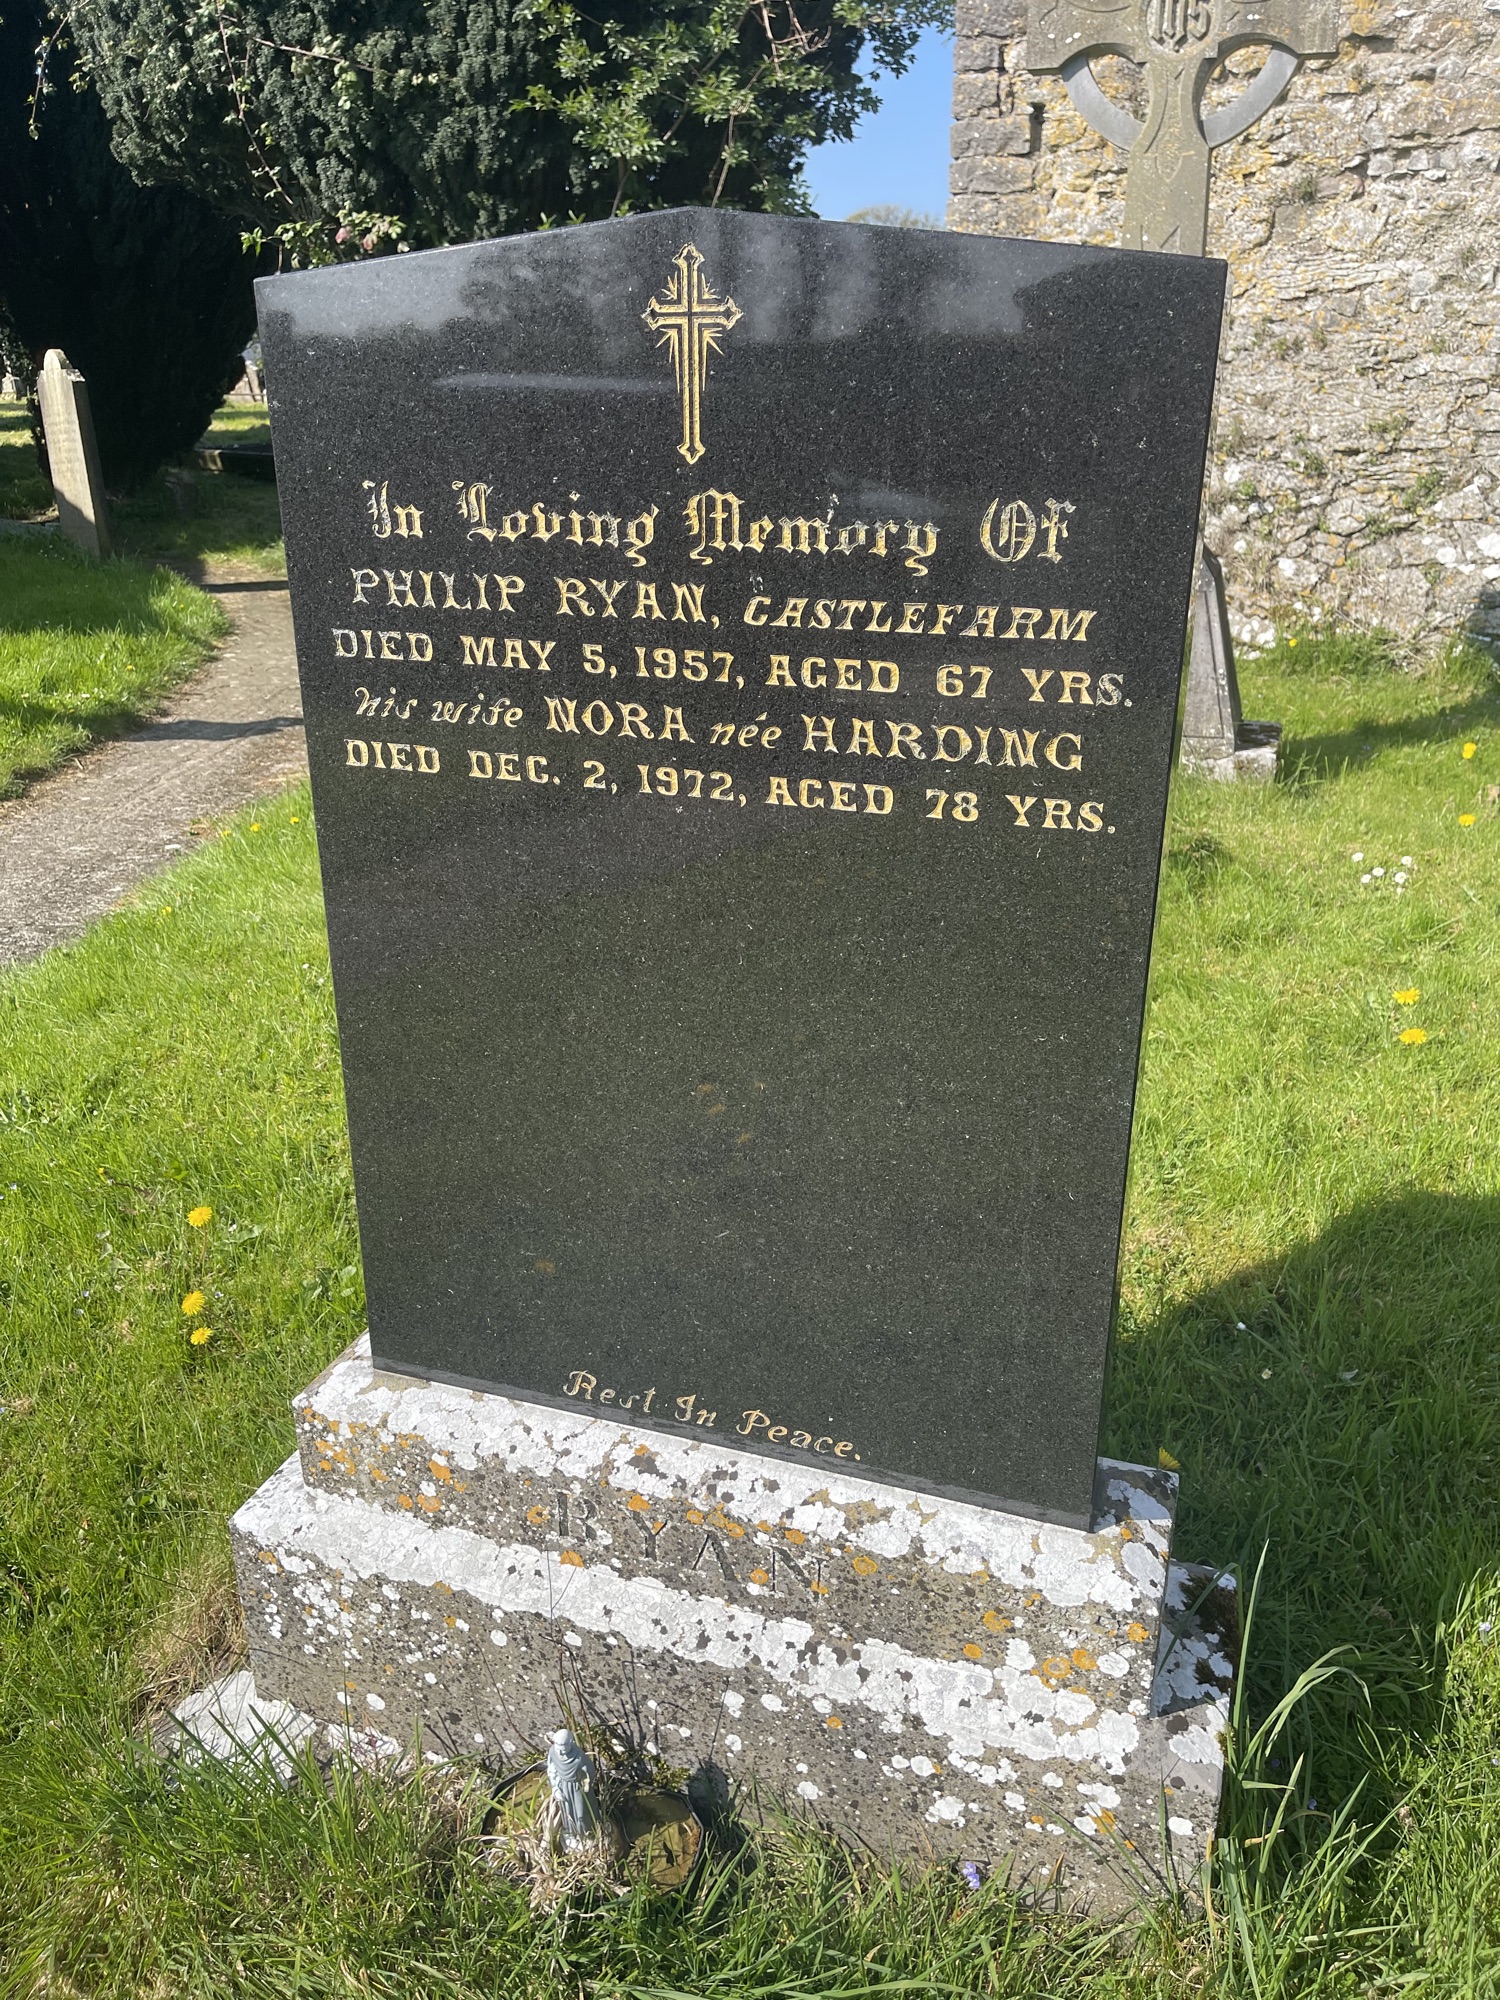 IHS
In Loving Memory Of
PHILIP RYAN, CASTLEFARM
DIED MAY 5, 1957, AGED 67 YRS.
his wife NORA née HARDING
DIED DEC. 2, 1972, AGED 78 YRS.
Rest In Peace.
RYAN